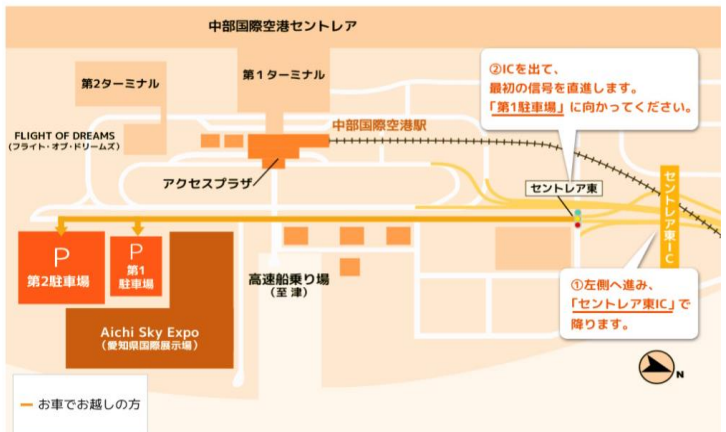 中部国際空港セントレア
第2ターミナル
第1ターミナル
FLIGHT OF DREAMS
(フライト・オブ・ドリームズ)
中部国際空港駅
アクセスプラザ
②ICを出て、
最初の信号を直進します。
「第1駐車場」に向かってください。
セントレア東
セントレア東IC
P
第2駐車場
P
第1
駐車場
高速船乗り場
(至 津)
①左側へ進み、
「セントレア東IC」で
降ります。
Aichi Sky Expo
(愛知県国際展示場)
N
お車でお越しの方